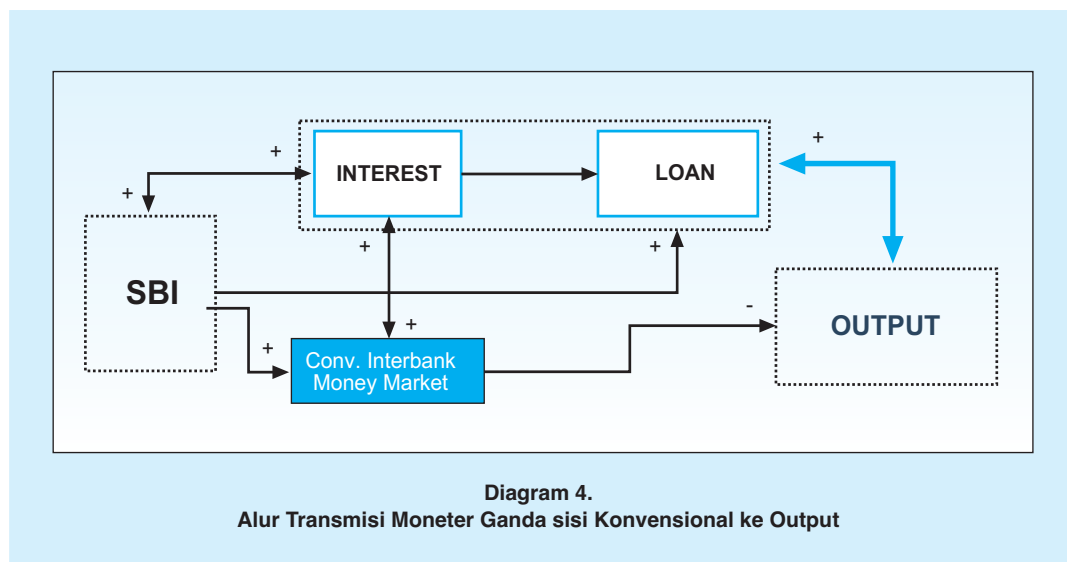 +
+
INTEREST
LOAN
+
+
+
SBI
-
OUTPUT
+
+
Conv. Interbank
Money Market
Diagram 4.
Alur Transmisi Moneter Ganda sisi Konvensional ke Output